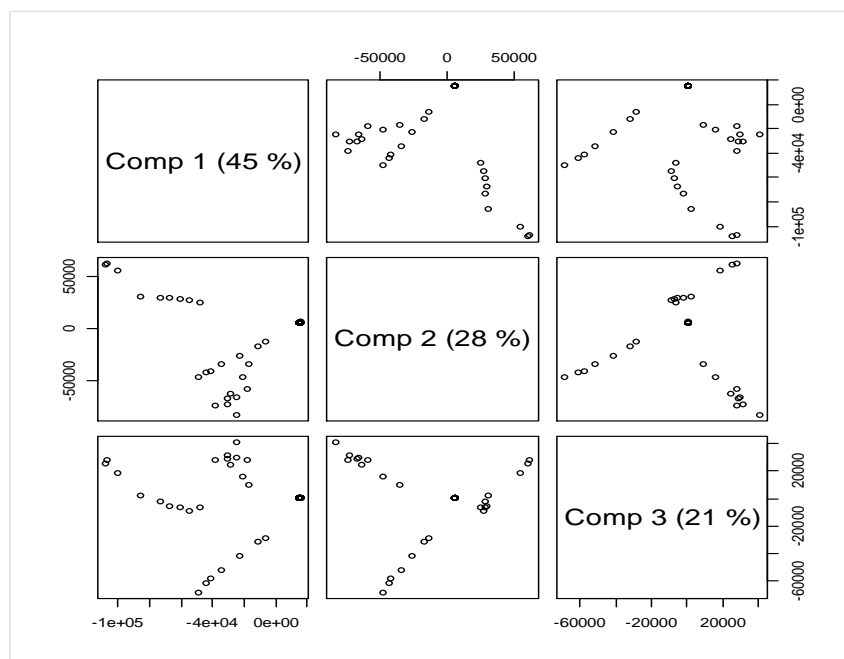 -50000 0 50000
Comp 1 (45 %)
-1e+05 -4e+04 0e+00
-50000 0 50000
Comp 2 (28 %)
Comp 3 (21 %)
-60000 -20000 20000
-1e+05 -4e+04 0e+00
-60000 20000